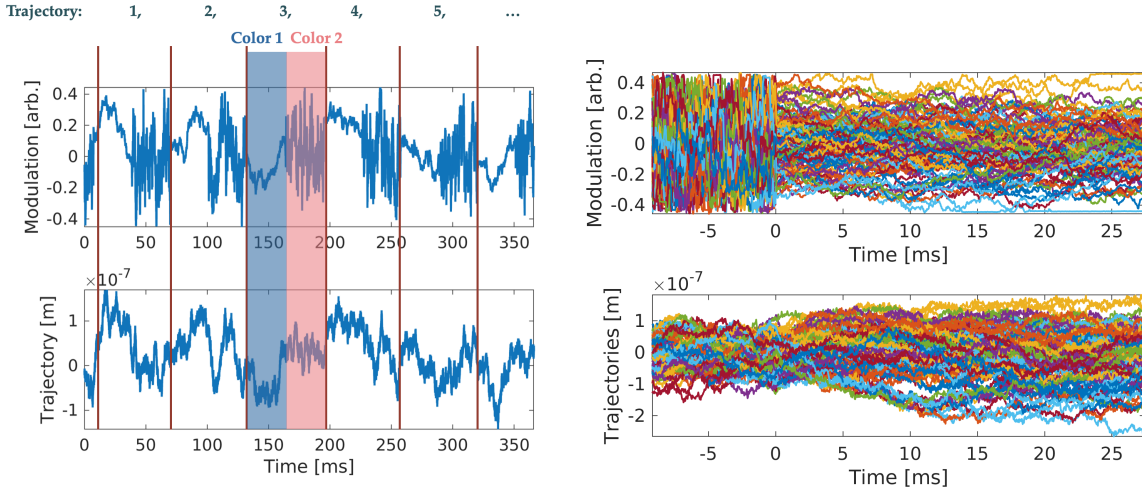 Trajectory: 1, 2, 3, 4, 5, ...
Color 1 Color 2
Modulation [arb.]
0.4
0.2
0
-0.2
-0.4
0 50 100 150 200 250 300 350
×10⁻⁷
Trajectory [m]
1
0
-1
0 50 100 150 200 250 300 350
Time [ms]
Modulation [arb.]
0.4
0.2
0
-0.2
-0.4
-5 0 5 10 15 20 25
Time [ms]
×10⁻⁷
Trajectories [m]
1
0
-1
-2
-5 0 5 10 15 20 25
Time [ms]